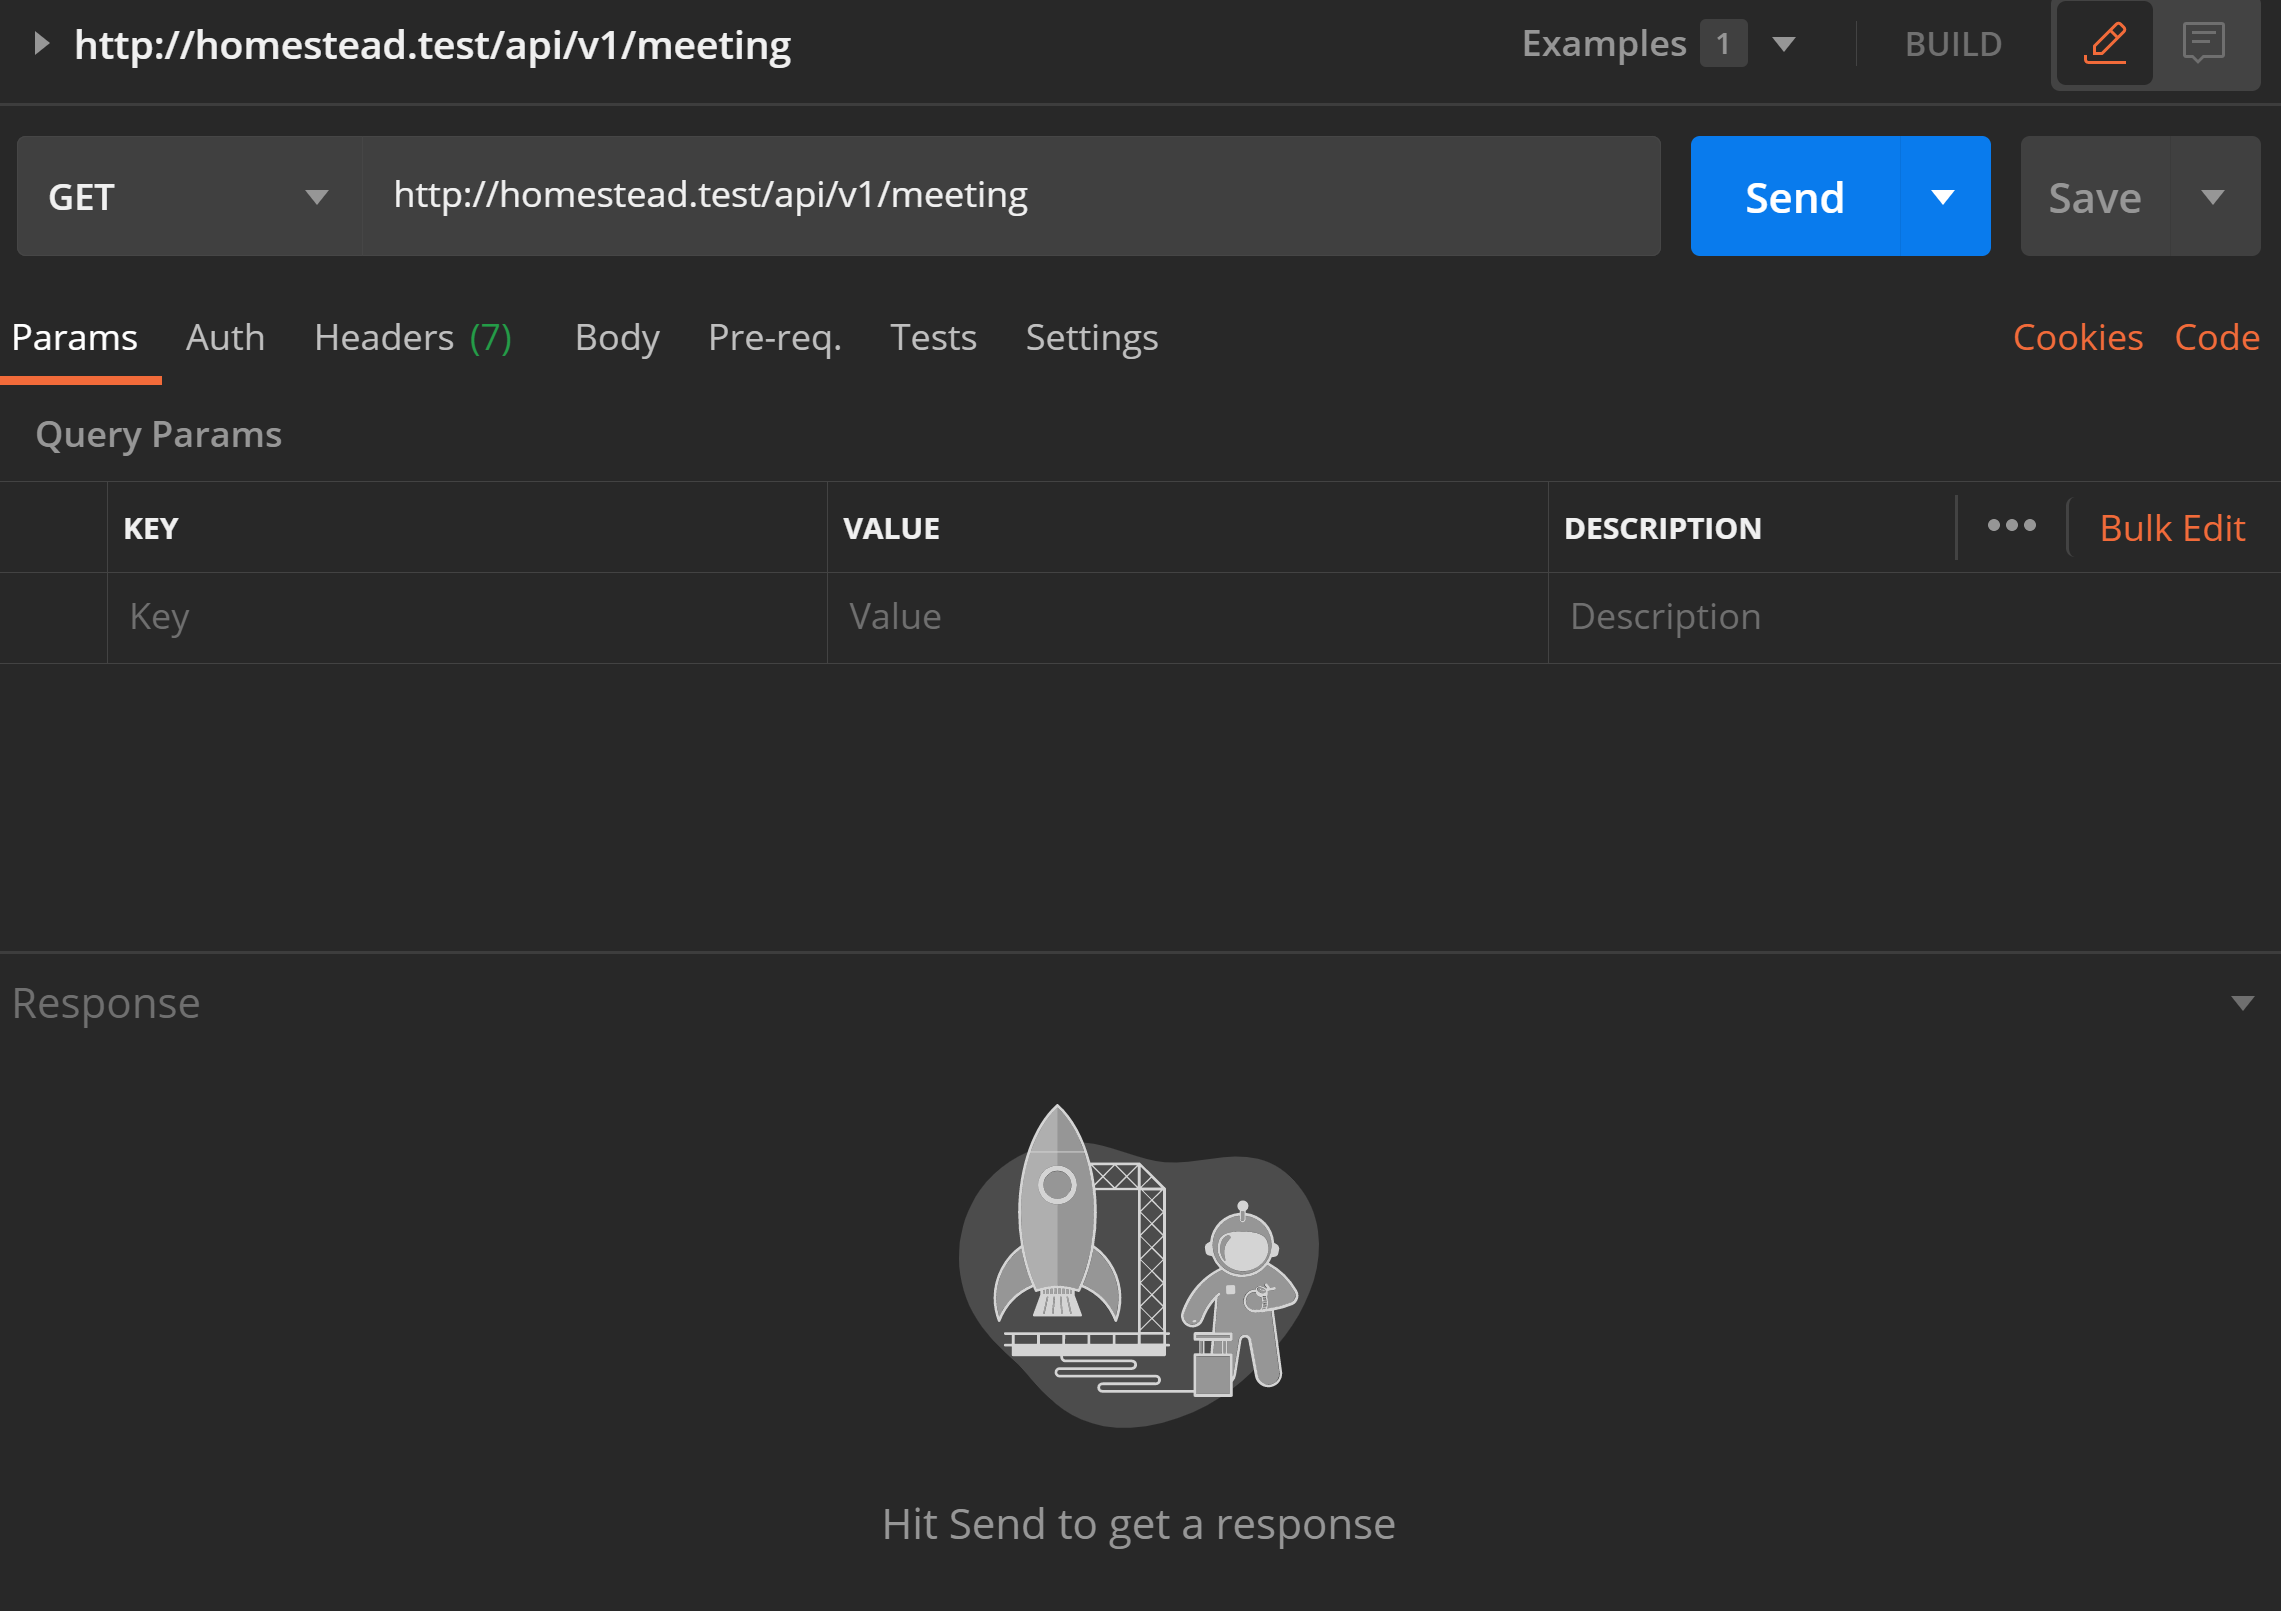 http://homestead.test/api/v1/meeting Examples 1 BUILD
GET http://homestead.test/api/v1/meeting Send Save
Params Auth Headers (7) Body Pre-req. Tests Settings Cookies Code
Query Params
KEY VALUE DESCRIPTION ••• Bulk Edit
Key Value Description
Response
Hit Send to get a response